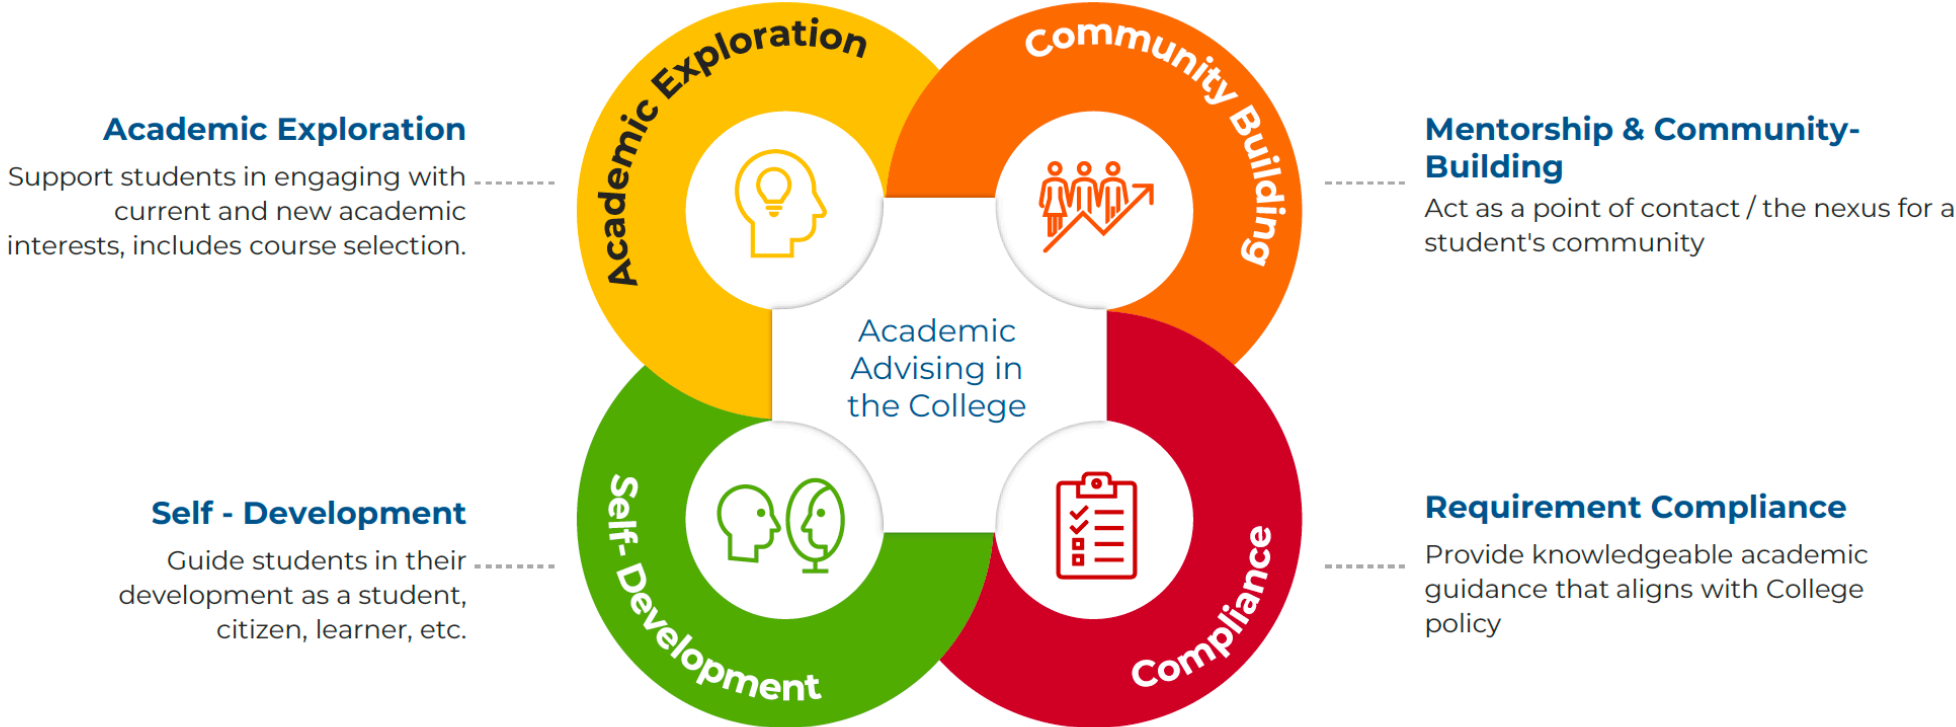 Academic Exploration
Support students in engaging with
current and new academic
interests, includes course selection.
Academic Exploration
Community Building
Mentorship & Community-
Building
Act as a point of contact / the nexus for a
student's community
Academic
Advising in
the College
Self - Development
Guide students in their
development as a student,
citizen, learner, etc.
Self- Development
Compliance
Requirement Compliance
Provide knowledgeable academic
guidance that aligns with College
policy